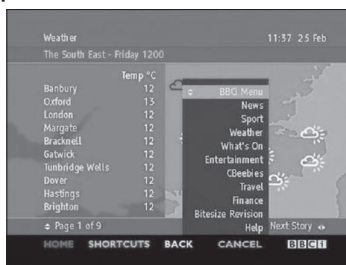 Weather 11:37 25 Feb
The South East - Friday 1200
Temp °C
Banbury 12
Oxford 13
London 12
Margate 12
Bracknell 12
Gatwick 12
Tunbridge Wells 12
Dover 12
Hastings 12
Brighton 12
BBC Menu
News
Sport
Weather
What's On
Entertainment
CBeebies
Travel
Finance
Bitesize Revision
Help
Page 1 of 9 Next Story
HOME SHORTCUTS BACK CANCEL BBCi